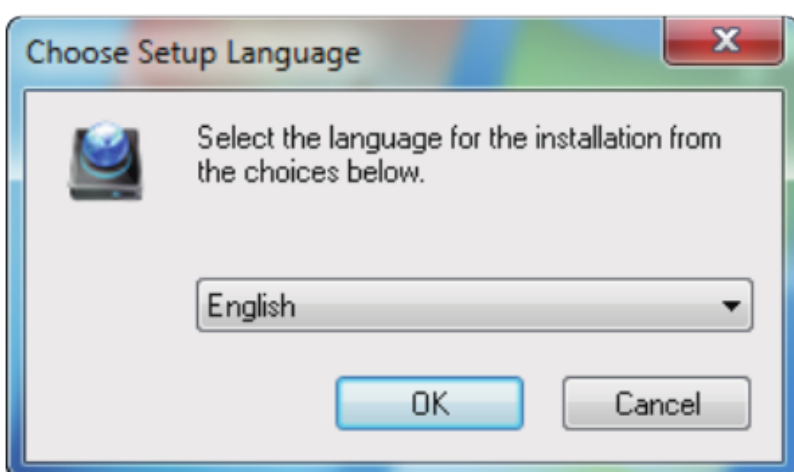 Choose Setup Language
Select the language for the installation from
the choices below.
English
OK
Cancel